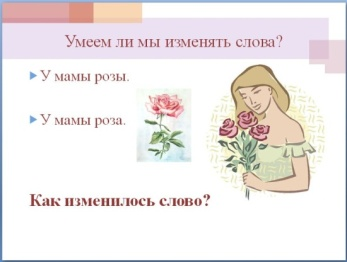 Умеем ли мы изменять слова?
У мамы розы.
У мамы роза.
Как изменилось слово?